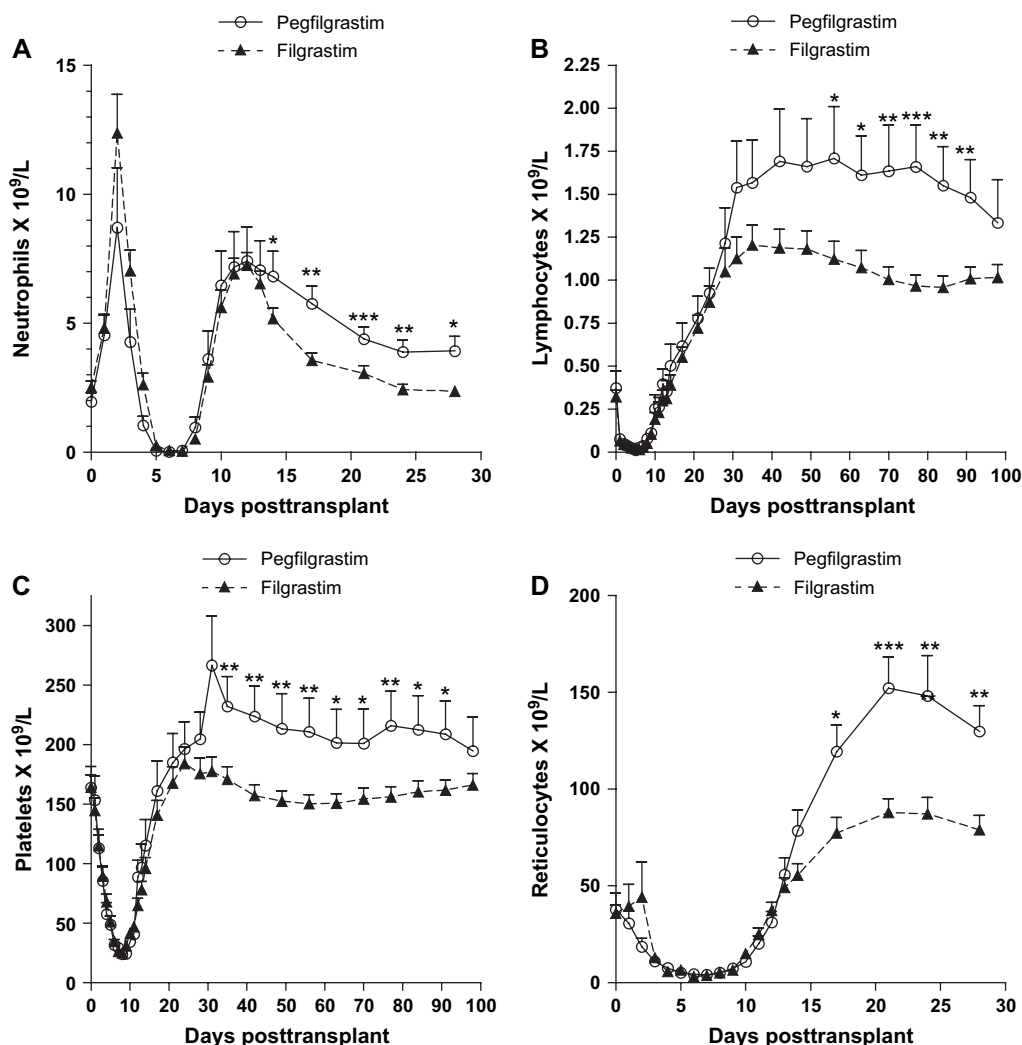 Pegfilgrastim
Filgrastim
A
15
10
5
0
Neutrophils X 10⁹/L
* ** *** ** *
0 5 10 15 20 25 30
Days posttransplant
Pegfilgrastim
Filgrastim
B
2.25
2.00
1.75
1.50
1.25
1.00
0.75
0.50
0.25
0
Lymphocytes X 10⁹/L
* * ** *** ** **
0 10 20 30 40 50 60 70 80 90 100
Days posttransplant
Pegfilgrastim
Filgrastim
C
300
250
200
150
100
50
0
Platelets X 10⁹/L
** ** ** ** * * ** * *
0 10 20 30 40 50 60 70 80 90 100
Days posttransplant
Pegfilgrastim
Filgrastim
D
200
150
100
50
0
Reticulocytes X 10⁹/L
* *** ** **
0 5 10 15 20 25 30
Days posttransplant